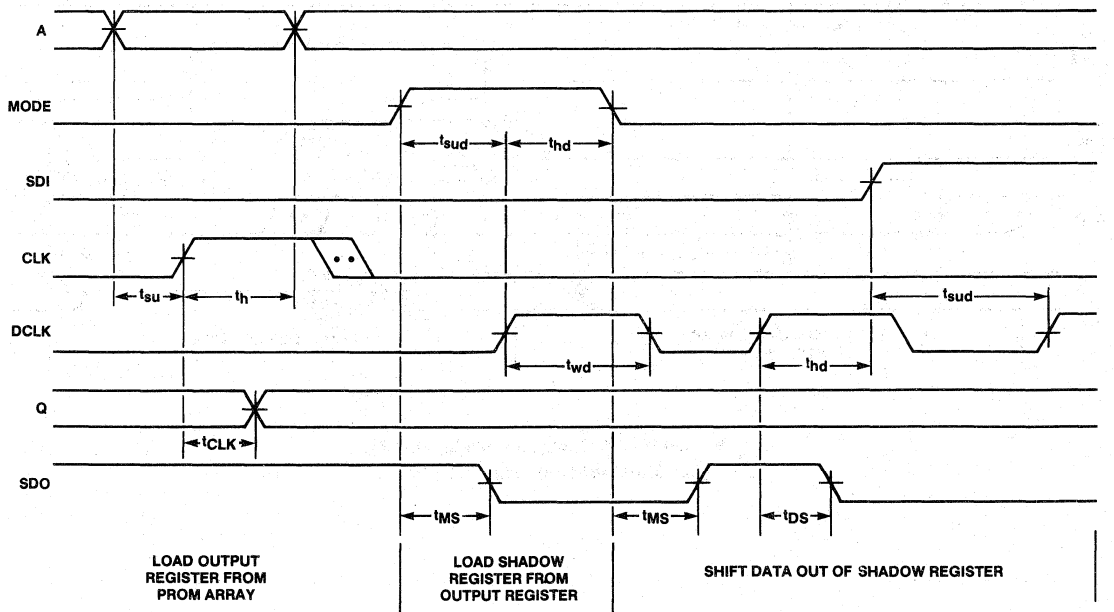 A
MODE
tsud
thd
SDI
CLK
tsu
th
tsud
DCLK
twd
thd
Q
tCLK
SDO
tMS
tMS
tDS
LOAD OUTPUT
REGISTER FROM
PROM ARRAY
LOAD SHADOW
REGISTER FROM
OUTPUT REGISTER
SHIFT DATA OUT OF SHADOW REGISTER